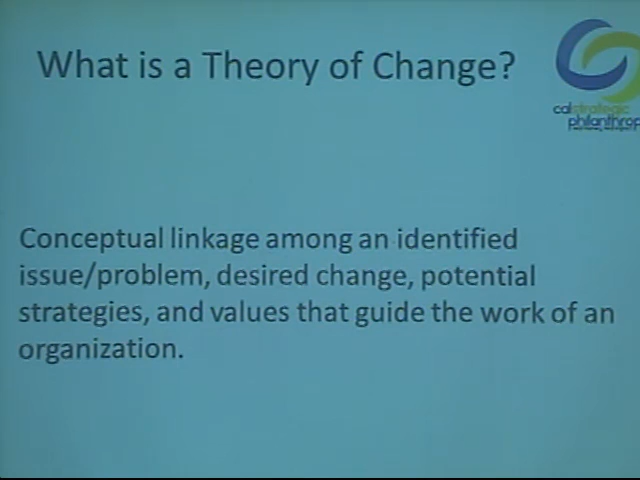 What is a Theory of Change?
calstrategic
philanthrop
Conceptual linkage among an identified
issue/problem, desired change, potential
strategies, and values that guide the work of an
organization.